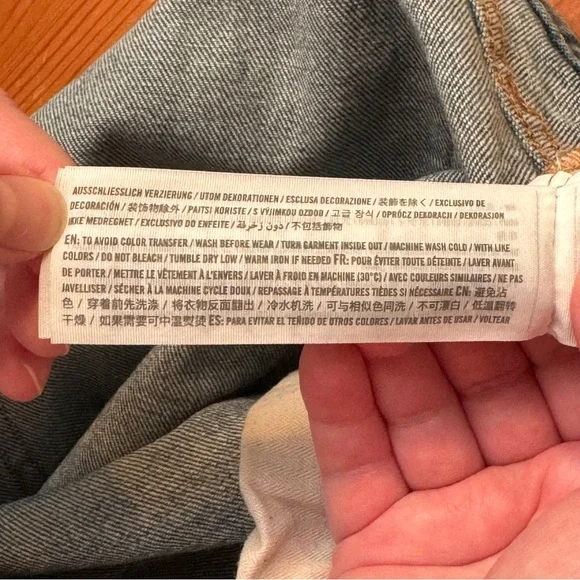 AUSSCHLIESSLICH VERZIERUNG / UTOM DEKORATIONEN / ESCLUSA DECORAZIONE / 装飾を除く / EXCLUSIVO DE
DECORACIÓN / 装饰物除外 / PAITSI KORISTE / S VÝJIMKOU OZDOB / 고급 장식 / OPRÓCZ DEKORACJI / DEKORASJON
IKKE MEDREGNET / EXCLUSIVO DO ENFEITE / دون زخرفة / 不包括飾物
EN: TO AVOID COLOR TRANSFER / WASH BEFORE WEAR / TURN GARMENT INSIDE OUT / MACHINE WASH COLD / WITH LIKE
COLORS / DO NOT BLEACH / TUMBLE DRY LOW / WARM IRON IF NEEDED FR: POUR ÉVITER TOUTE DÉTEINTE / LAVER AVANT
DE PORTER / METTRE LE VÊTEMENT À L'ENVERS / LAVER À FROID EN MACHINE (30°C) / AVEC COULEURS SIMILAIRES / NE PAS
JAVELLISER / SÉCHER À LA MACHINE CYCLE DOUX / REPASSAGE À TEMPÉRATURES TIÈDES SI NÉCESSAIRE CN: 避免沾
色 / 穿着前先洗涤 / 将衣物反面翻出 / 冷水机洗 / 可与相似色同洗 / 不可漂白 / 低温翻转
干燥 / 如果需要可中温熨烫 ES: PARA EVITAR EL TEÑIDO DE OTROS COLORES / LAVAR ANTES DE USAR / VOLTEAR